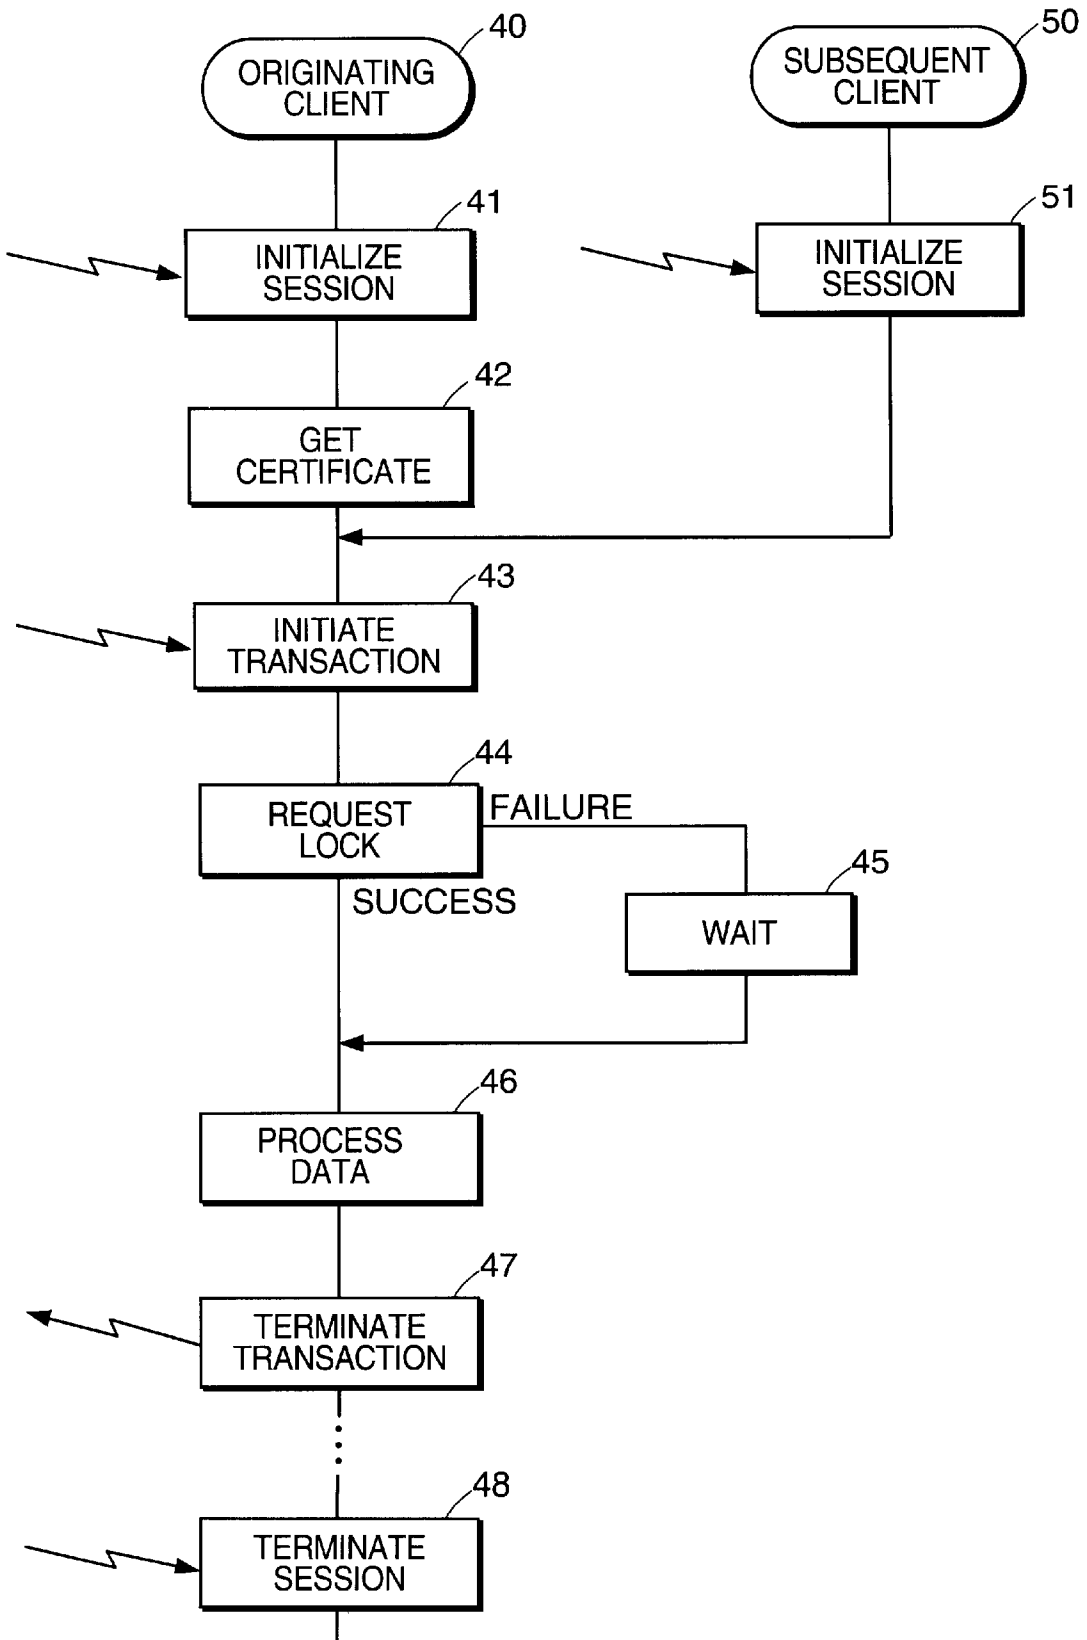 40
ORIGINATING
CLIENT
50
SUBSEQUENT
CLIENT
41
INITIALIZE
SESSION
51
INITIALIZE
SESSION
42
GET
CERTIFICATE
43
INITIATE
TRANSACTION
44
REQUEST
LOCK
FAILURE
SUCCESS
45
WAIT
46
PROCESS
DATA
47
TERMINATE
TRANSACTION
48
TERMINATE
SESSION